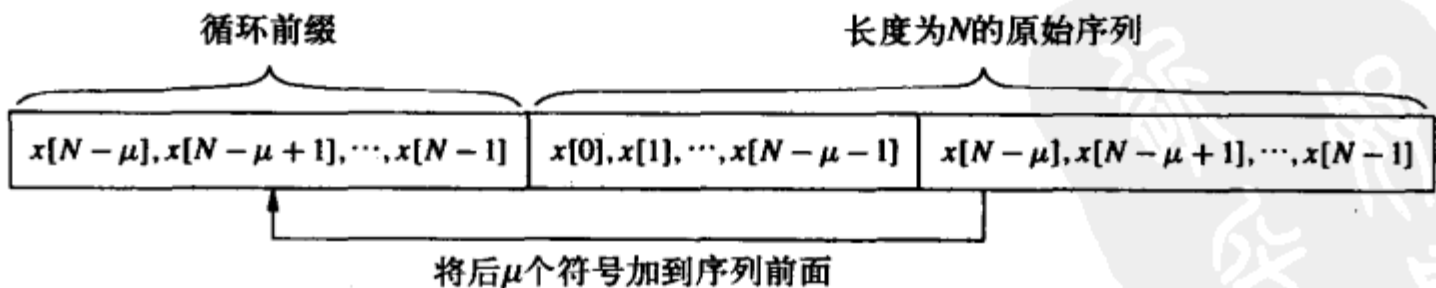 循环前缀
长度为N的原始序列
x[N − μ], x[N − μ + 1], ⋯, x[N − 1]
x[0], x[1], ⋯, x[N − μ − 1]
x[N − μ], x[N − μ + 1], ⋯, x[N − 1]
将后μ个符号加到序列前面